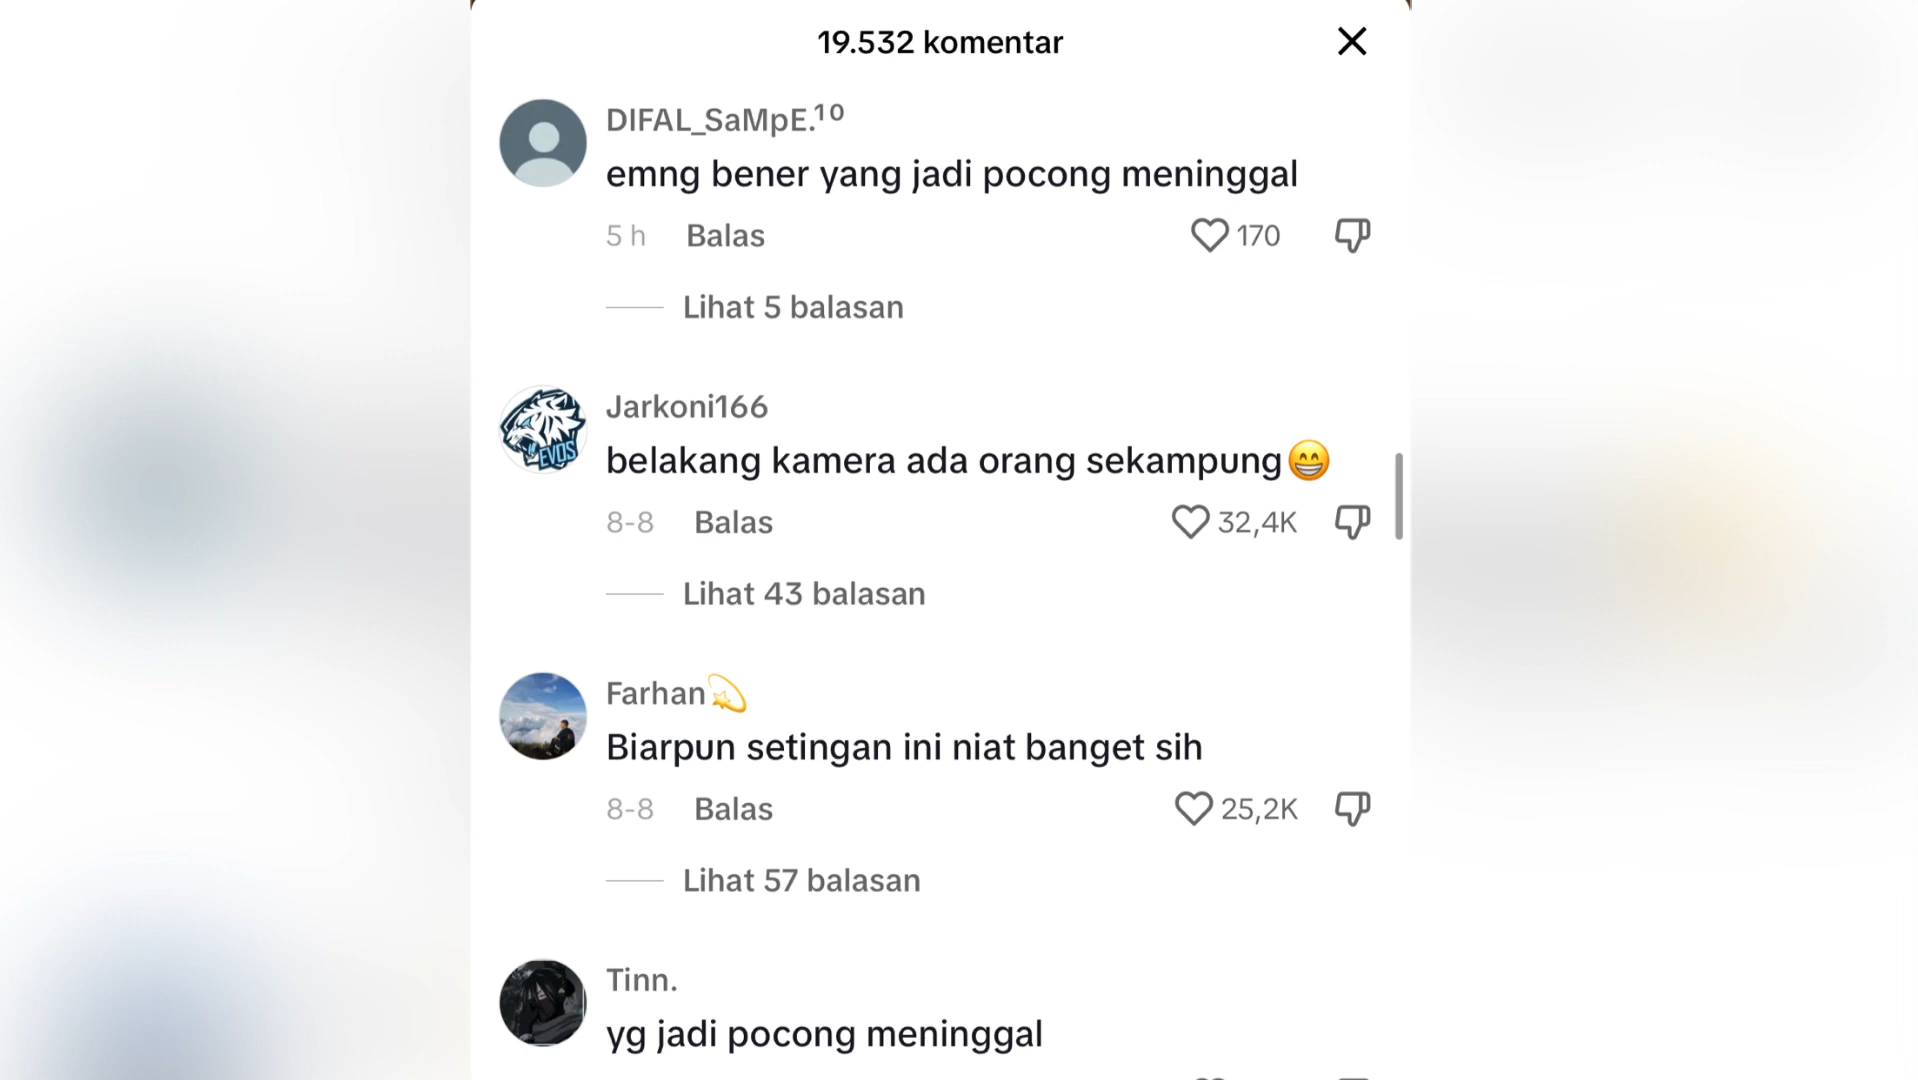 19.532 komentar
DIFAL_SaMpE.¹⁰
emng bener yang jadi pocong meninggal
5 h Balas 170
Lihat 5 balasan
EVOS
Jarkoni166
belakang kamera ada orang sekampung😁
8-8 Balas 32,4K
Lihat 43 balasan
Farhan💫
Biarpun setingan ini niat banget sih
8-8 Balas 25,2K
Lihat 57 balasan
Tinn.
yg jadi pocong meninggal